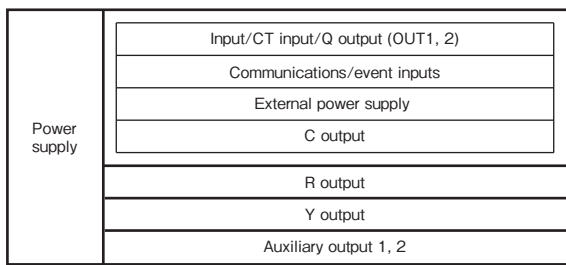 Power
supply
Input/CT input/Q output (OUT1, 2)
Communications/event inputs
External power supply
C output
R output
Y output
Auxiliary output 1, 2